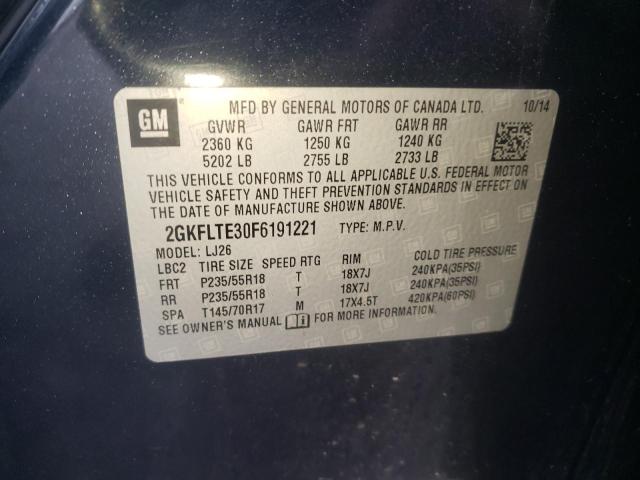 GM
MFD BY GENERAL MOTORS OF CANADA LTD. 10/14
GVWR GAWR FRT GAWR RR
2360 KG 1250 KG 1240 KG
5202 LB 2755 LB 2733 LB
THIS VEHICLE CONFORMS TO ALL APPLICABLE U.S. FEDERAL MOTOR
VEHICLE SAFETY AND THEFT PREVENTION STANDARDS IN EFFECT ON
THE DATE OF MANUFACTURE SHOWN ABOVE.
2GKFLTE30F6191221 TYPE: M.P.V.
MODEL: LJ26
LBC2 TIRE SIZE SPEED RTG RIM COLD TIRE PRESSURE
FRT P235/55R18 T 18X7J 240KPA(35PSI)
RR P235/55R18 T 18X7J 240KPA(35PSI)
SPA T145/70R17 M 17X4.5T 420KPA(60PSI)
SEE OWNER'S MANUAL FOR MORE INFORMATION.